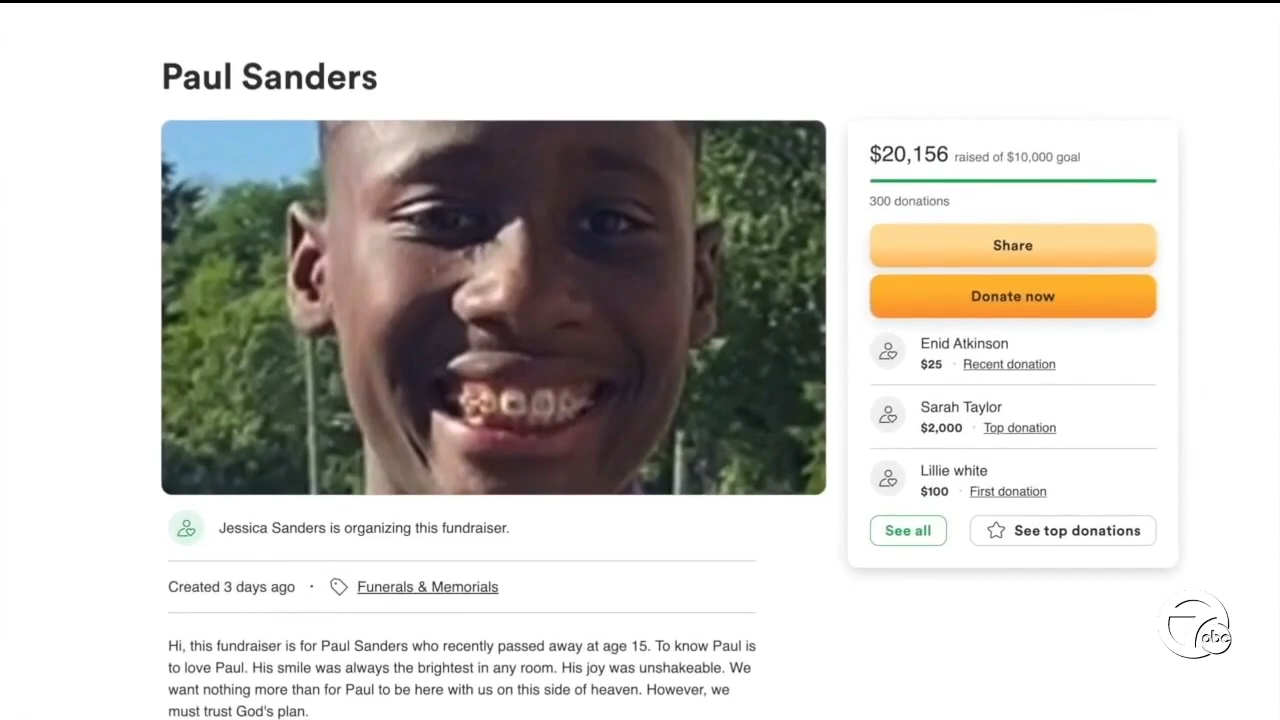 Paul Sanders
$20,156 raised of $10,000 goal
300 donations
Share
Donate now
Enid Atkinson
$25 · Recent donation
Sarah Taylor
$2,000 · Top donation
Lillie white
$100 · First donation
See all
See top donations
Jessica Sanders is organizing this fundraiser.
Created 3 days ago · Funerals & Memorials
Hi, this fundraiser is for Paul Sanders who recently passed away at age 15. To know Paul is
to love Paul. His smile was always the brightest in any room. His joy was unshakeable. We
want nothing more than for Paul to be here with us on this side of heaven. However, we
must trust God's plan.
7 abc